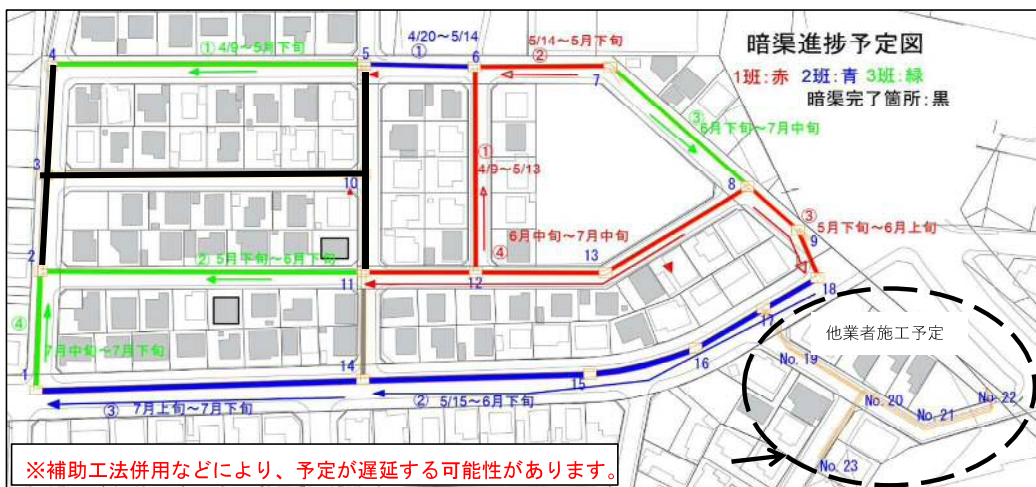 暗渠進捗予定図
1班:赤 2班:青 3班:緑
暗渠完了箇所:黒
4
① 4/9～5月下旬
5
4/20～5/14
①
6
5/14～5月下旬
②
7
③
6月下旬～7月中旬
3
10
①
4/9～5/13
8
③
5月下旬～6月上旬
9
2
② 5月下旬～6月下旬
11
6月中旬～7月中旬
④
12
13
18
17
④
7月中旬～7月下旬
1
14
15
16
③ 7月上旬～7月下旬
② 5/15～6月下旬
他業者施工予定
No.19
No.20
No.21
No.22
No.23
※補助工法併用などにより、予定が遅延する可能性があります。